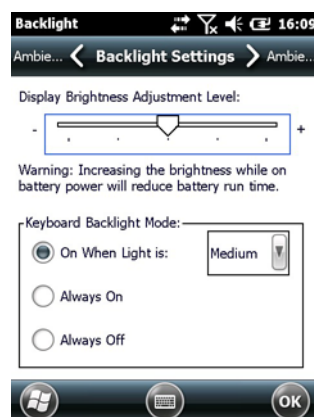 Backlight 16:09
Ambie... Backlight Settings Ambie...
Display Brightness Adjustment Level:
- +
Warning: Increasing the brightness while on
battery power will reduce battery run time.
Keyboard Backlight Mode:
On When Light is: Medium
Always On
Always Off
OK